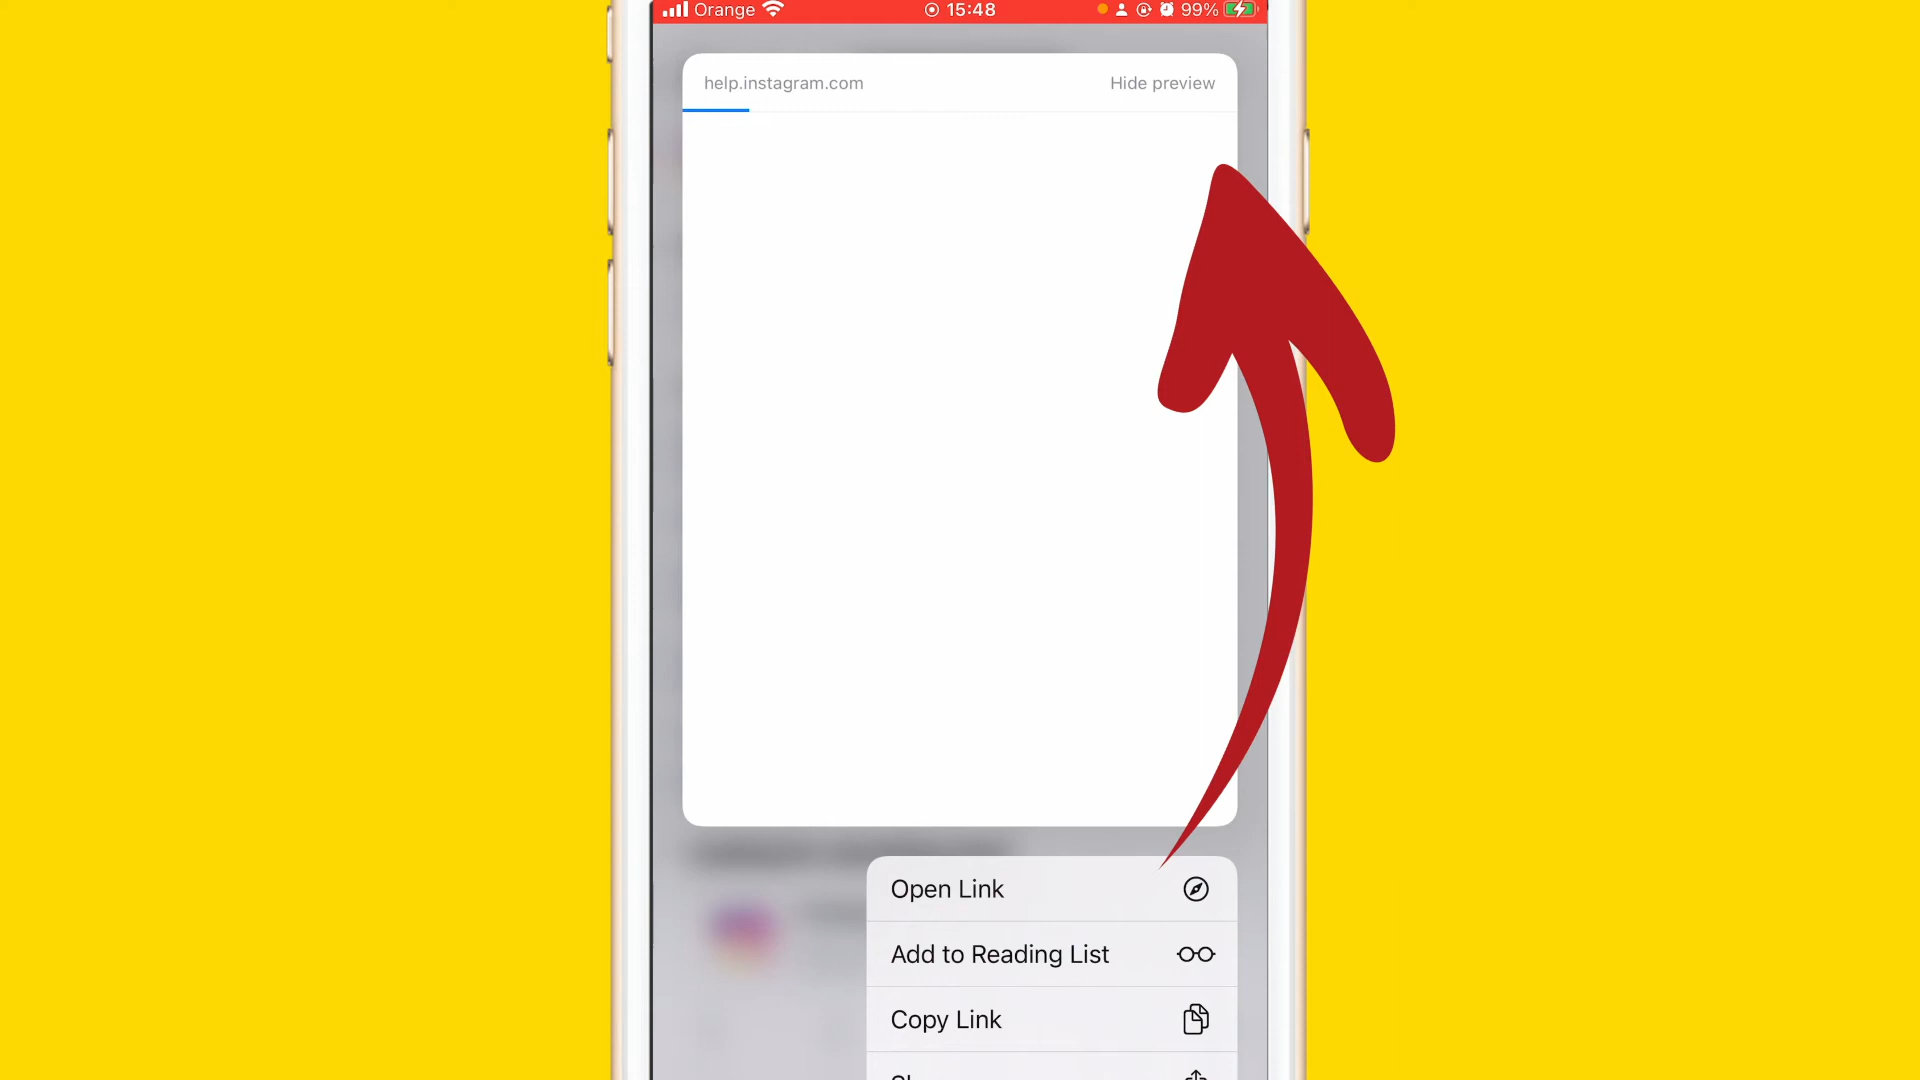 Orange 15:48 99%
help.instagram.com Hide preview
Open Link
Add to Reading List
Copy Link